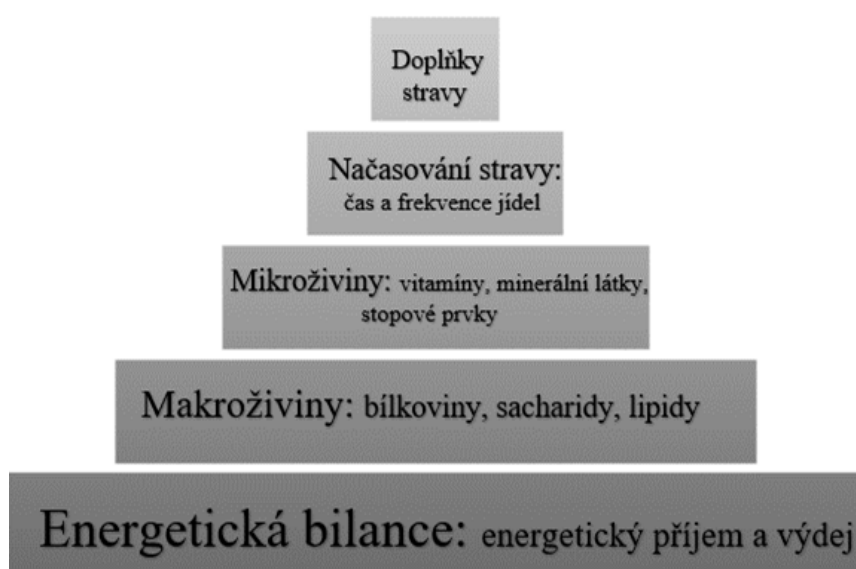 Doplňky
stravy
Načasování stravy:
čas a frekvence jídel
Mikroživiny: vitamíny, minerální látky,
stopové prvky
Makroživiny: bílkoviny, sacharidy, lipidy
Energetická bilance: energetický příjem a výdej